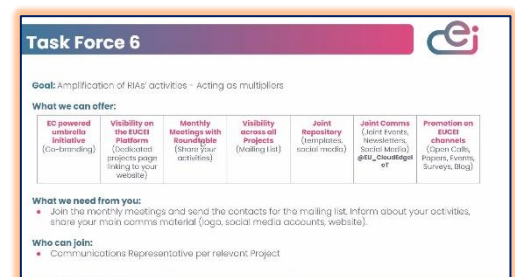 Task Force 6
cei
Goal: Amplification of RIAs' activities - Acting as multipliers
What we can offer:
EC powered
umbrella
initiative
(Co-branding)
Visibility on
the EUCEI
Platform
(Dedicated
projects page
linking to your
website)
Monthly
Meetings with
Roundtable
(Share your
activities)
Visibility
across all
Projects
(Mailing List)
Joint
Repository
(templates,
social media)
Joint Comms
(Joint Events,
Newsletters,
Social Media)
@EU_CloudEdgeI
oT
Promotion on
EUCEI
channels
(Open Calls,
Papers, Events,
Surveys, Blog)
What we need from you:
• Join the monthly meetings and send the contacts for the mailing list. Inform about your activities,
share your main comms material (logo, social media accounts, website).
Who can join:
• Communications Representative per relevant Project